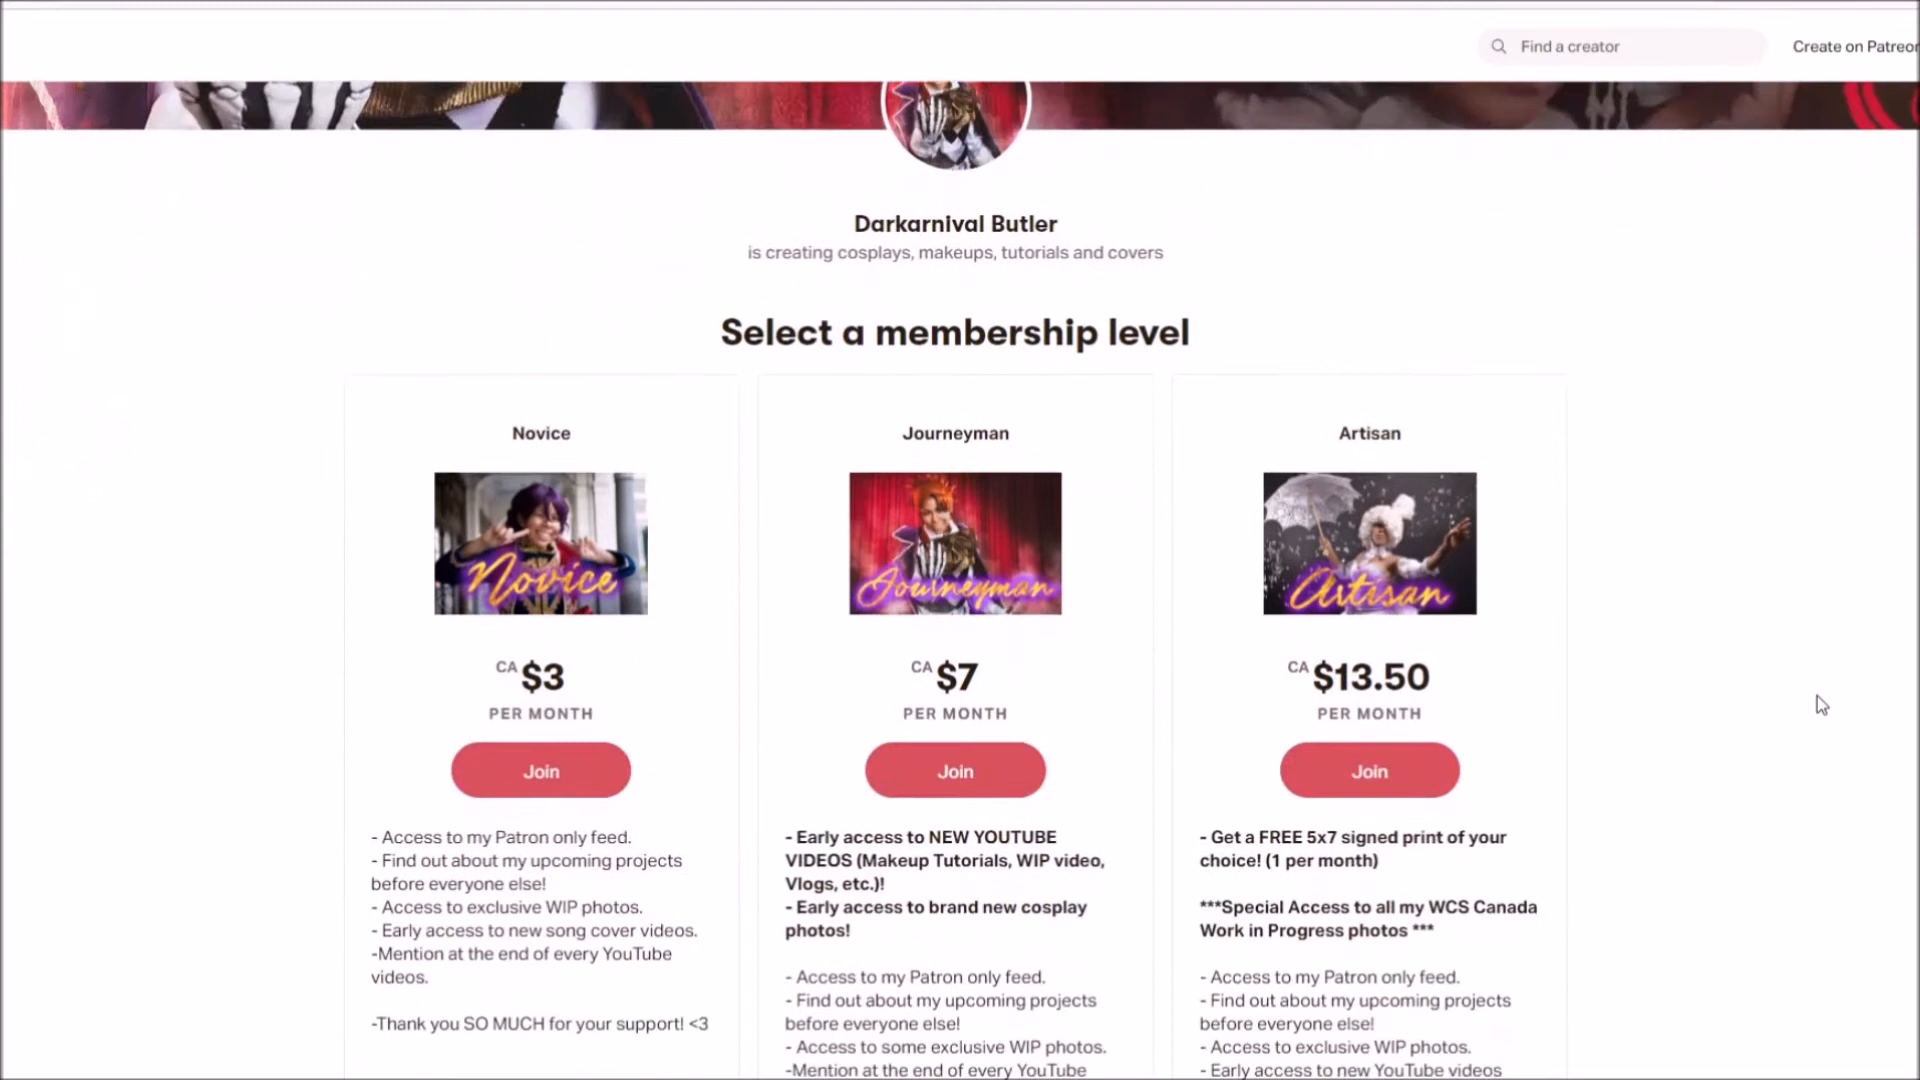 Find a creator
Create on Patreon
Darkarnival Butler
is creating cosplays, makeups, tutorials and covers
Select a membership level
Novice
Novice
CA $3
PER MONTH
Join
- Access to my Patron only feed.
- Find out about my upcoming projects
before everyone else!
- Access to exclusive WIP photos.
- Early access to new song cover videos.
-Mention at the end of every YouTube
videos.
-Thank you SO MUCH for your support! <3
Journeyman
Journeyman
CA $7
PER MONTH
Join
- Early access to NEW YOUTUBE
VIDEOS (Makeup Tutorials, WIP video,
Vlogs, etc.)!
- Early access to brand new cosplay
photos!
- Access to my Patron only feed.
- Find out about my upcoming projects
before everyone else!
- Access to some exclusive WIP photos.
-Mention at the end of every YouTube
Artisan
Artisan
CA $13.50
PER MONTH
Join
- Get a FREE 5x7 signed print of your
choice! (1 per month)
***Special Access to all my WCS Canada
Work in Progress photos ***
- Access to my Patron only feed.
- Find out about my upcoming projects
before everyone else!
- Access to exclusive WIP photos.
- Early access to new YouTube videos